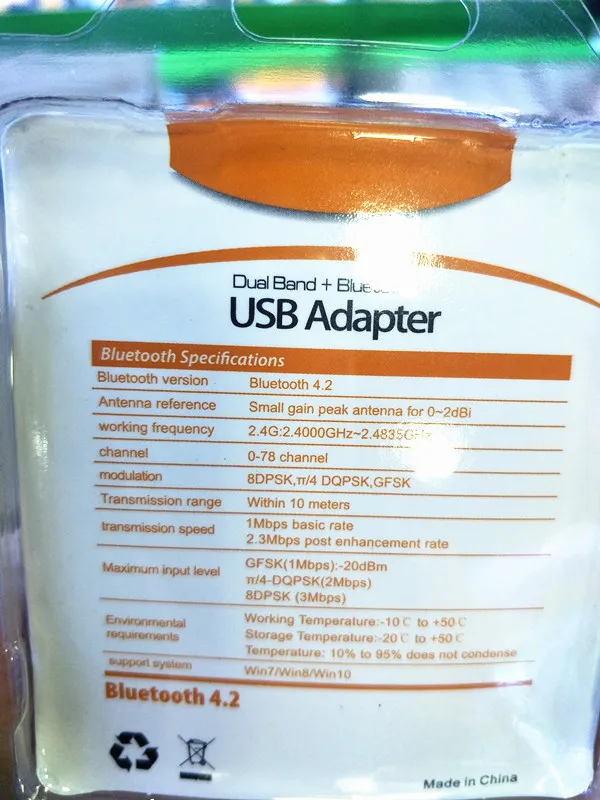 Dual Band +
USB Adapter
Bluetooth Specifications
Bluetooth version Bluetooth 4.2
Antenna reference Small gain peak antenna for 0~2dBi
working frequency 2.4G:2.4000GHz~2.4835GHz
channel 0-78 channel
modulation 8DPSK,π/4 DQPSK,GFSK
Transmission range Within 10 meters
transmission speed 1Mbps basic rate
2.3Mbps post enhancement rate
Maximum input level GFSK(1Mbps):-20dBm
π/4-DQPSK(2Mbps)
8DPSK (3Mbps)
Environmental requirements Working Temperature:-10℃ to +50℃
Storage Temperature:-20℃ to +50℃
Temperature: 10% to 95% does not condense
support system Win7/Win8/Win10
Bluetooth 4.2
Made in China